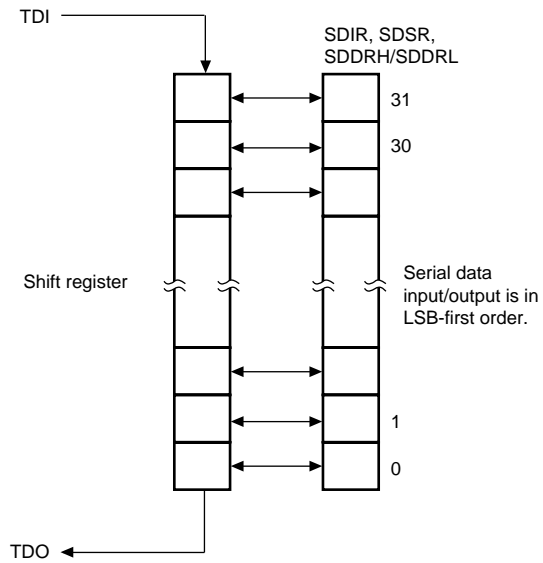 TDI
SDIR, SDSR,
SDDRH/SDDRL
31
30
Shift register
Serial data
input/output is in
LSB-first order.
1
0
TDO